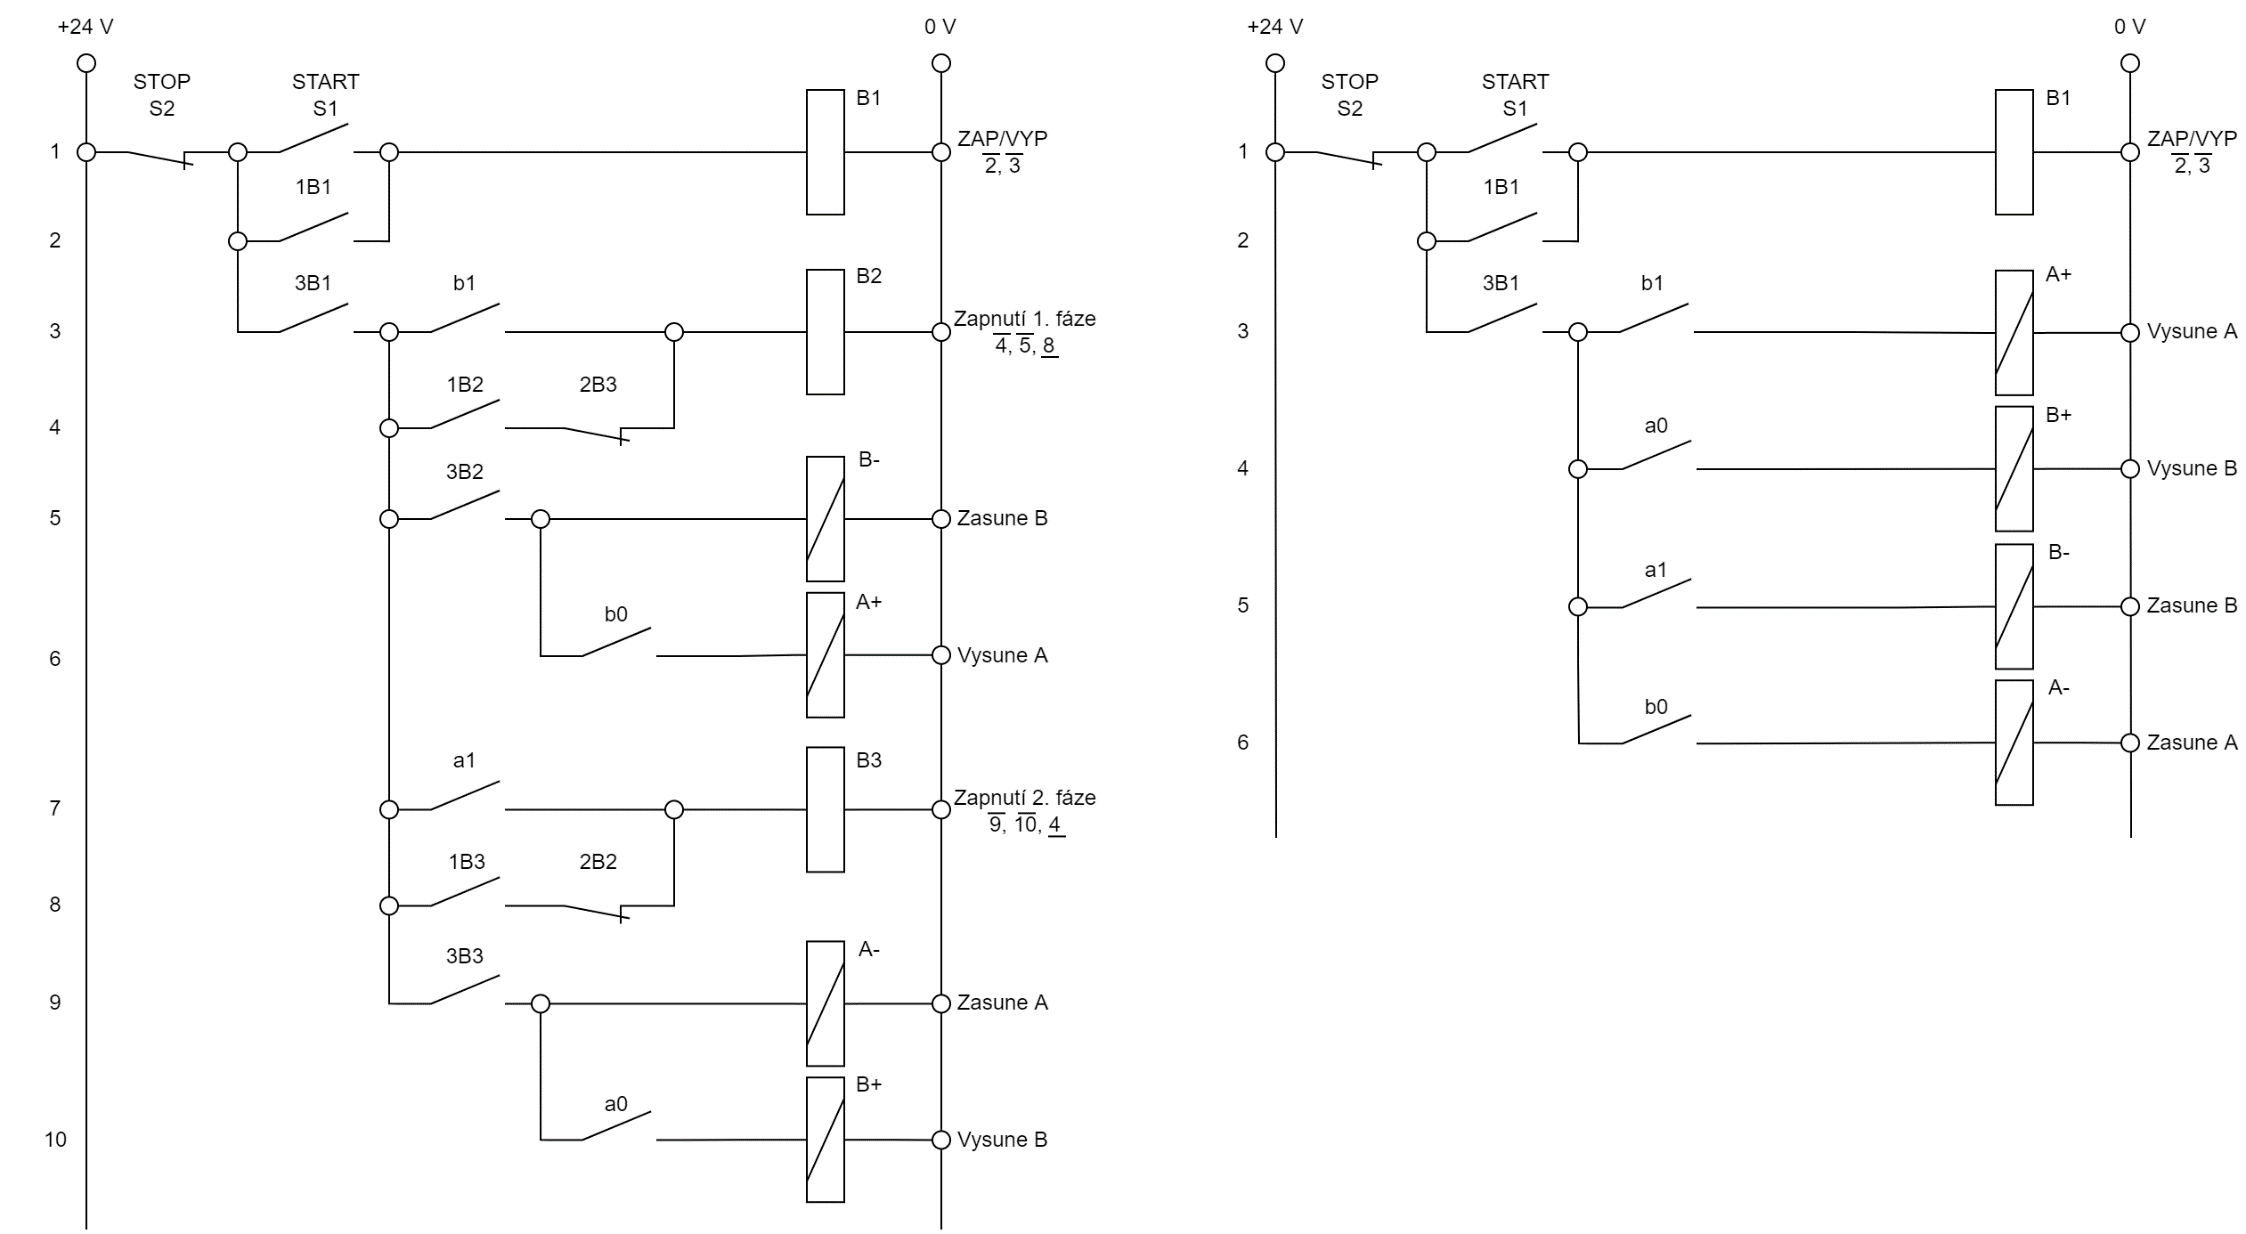 +24 V
0 V
STOP
S2
START
S1
B1
1
ZAP/VYP
2, 3
1B1
2
B2
3B1
b1
3
Zapnutí 1. fáze
4, 5, 8
1B2
2B3
4
B-
3B2
5
Zasune B
A+
b0
6
Vysune A
B3
a1
7
Zapnutí 2. fáze
9, 10, 4
1B3
2B2
8
A-
3B3
9
Zasune A
B+
a0
10
Vysune B
+24 V
0 V
STOP
S2
START
S1
B1
1
ZAP/VYP
2, 3
1B1
2
A+
3B1
b1
3
Vysune A
B+
a0
4
Vysune B
B-
a1
5
Zasune B
A-
b0
6
Zasune A